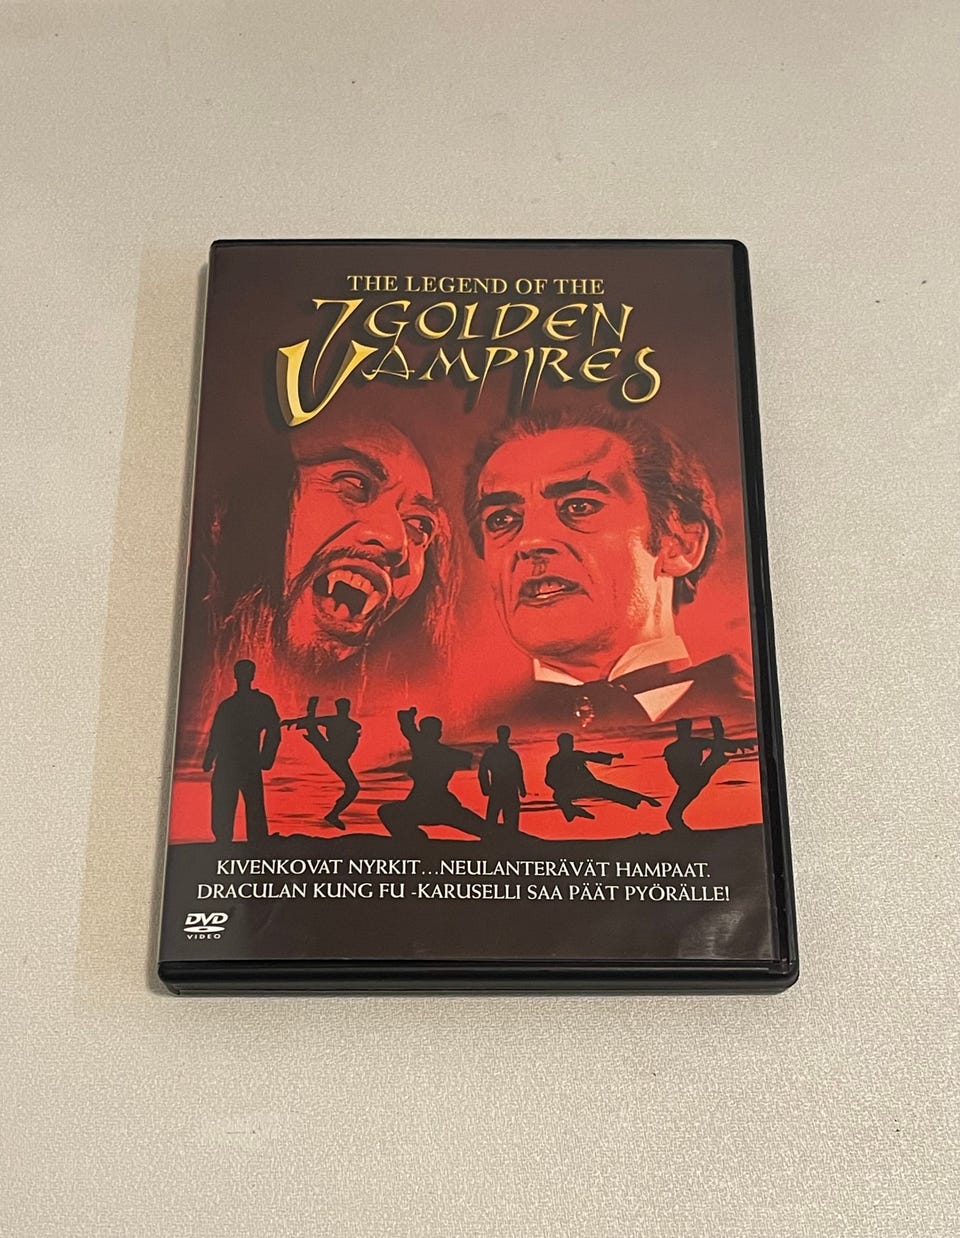 THE LEGEND OF THE
7 GOLDEN
VAMPIRES
KIVENKOVAT NYRKIT...NEULANTERÄVÄT HAMPAAT.
DRACULAN KUNG FU -KARUSELLI SAA PÄÄT PYÖRÄLLE!
DVD
VIDEO